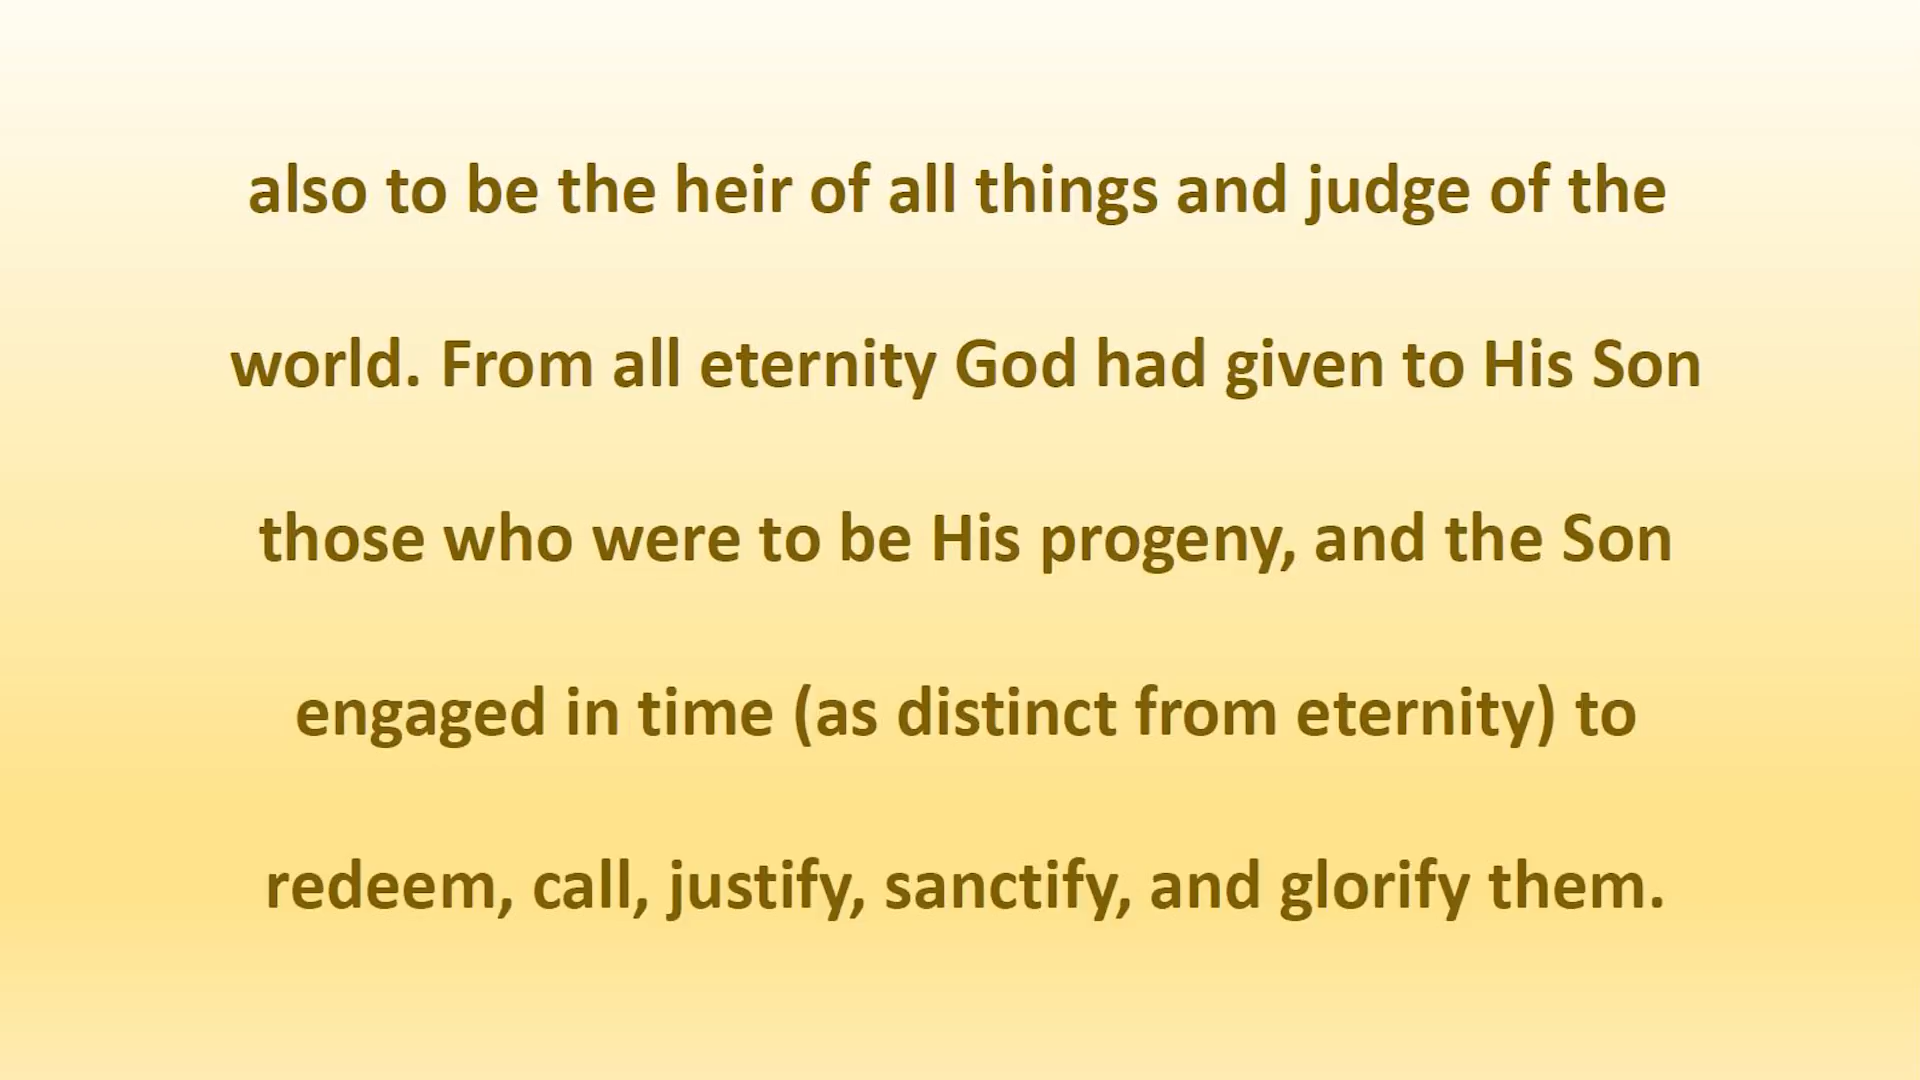 also to be the heir of all things and judge of the
world. From all eternity God had given to His Son
those who were to be His progeny, and the Son
engaged in time (as distinct from eternity) to
redeem, call, justify, sanctify, and glorify them.